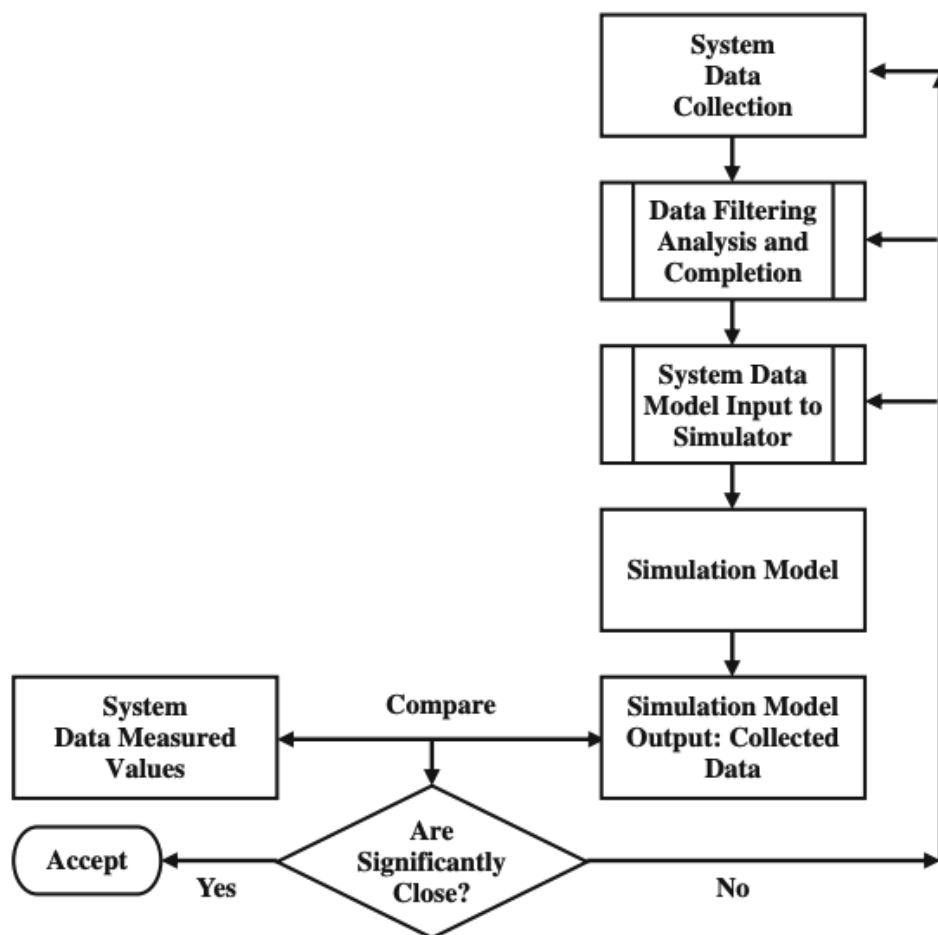 System
Data
Collection
Data Filtering
Analysis and
Completion
System Data
Model Input to
Simulator
Simulation Model
System
Data Measured
Values
Compare
Simulation Model
Output: Collected
Data
Are
Significantly
Close?
Accept
Yes
No